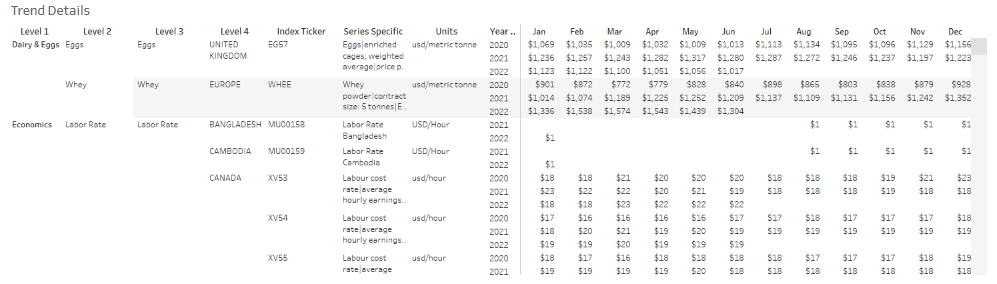 Trend Details
Level 1 Level 2 Level 3 Level 4 Index Ticker Series Specific Units Year .. Jan Feb Mar Apr May Jun Jul Aug Sep Oct Nov Dec
Dairy & Eggs Eggs Eggs UNITED EG57 Eggs|enriched usd/metric tonne 2020 $1,069 $1,035 $1,009 $1,032 $1,009 $1,013 $1,113 $1,134 $1,095 $1,096 $1,129 $1,156
KINGDOM cages; weighted 2021 $1,236 $1,257 $1,243 $1,282 $1,317 $1,280 $1,287 $1,272 $1,246 $1,237 $1,197 $1,223
average|price p.. 2022 $1,123 $1,122 $1,100 $1,051 $1,056 $1,017
Whey Whey EUROPE WHEE Whey usd/metric tonne 2020 $901 $872 $772 $779 $828 $840 $898 $865 $803 $838 $879 $928
powder|contract 2021 $1,014 $1,074 $1,189 $1,225 $1,252 $1,209 $1,137 $1,109 $1,131 $1,156 $1,242 $1,352
size: 5 tonnes|E.. 2022 $1,336 $1,538 $1,574 $1,543 $1,439 $1,304
Economics Labor Rate Labor Rate BANGLADESH MU00158 Labor Rate USD/Hour 2021 $1 $1 $1 $1 $1
Bangladesh 2022 $1
CAMBODIA MU00159 Labor Rate USD/Hour 2021 $1 $1 $1 $1 $1
Cambodia 2022 $1
CANADA XV53 Labour cost usd/hour 2020 $18 $18 $21 $20 $20 $20 $18 $18 $18 $19 $21 $23
rate|average 2021 $23 $22 $22 $20 $21 $19 $18 $18 $19 $19 $18 $18
hourly earnings.. 2022 $18 $18 $23 $22 $22 $22
XV54 Labour cost usd/hour 2020 $17 $16 $16 $16 $16 $17 $17 $18 $17 $17 $17 $18
rate|average 2021 $18 $20 $21 $19 $20 $19 $19 $19 $19 $19 $19 $19
hourly earnings.. 2022 $19 $19 $20 $19 $19 $19
XV55 Labour cost usd/hour 2020 $18 $17 $16 $18 $18 $18 $18 $17 $17 $17 $18 $19
rate|average 2021 $19 $19 $19 $19 $20 $18 $18 $18 $18 $18 $18 $18